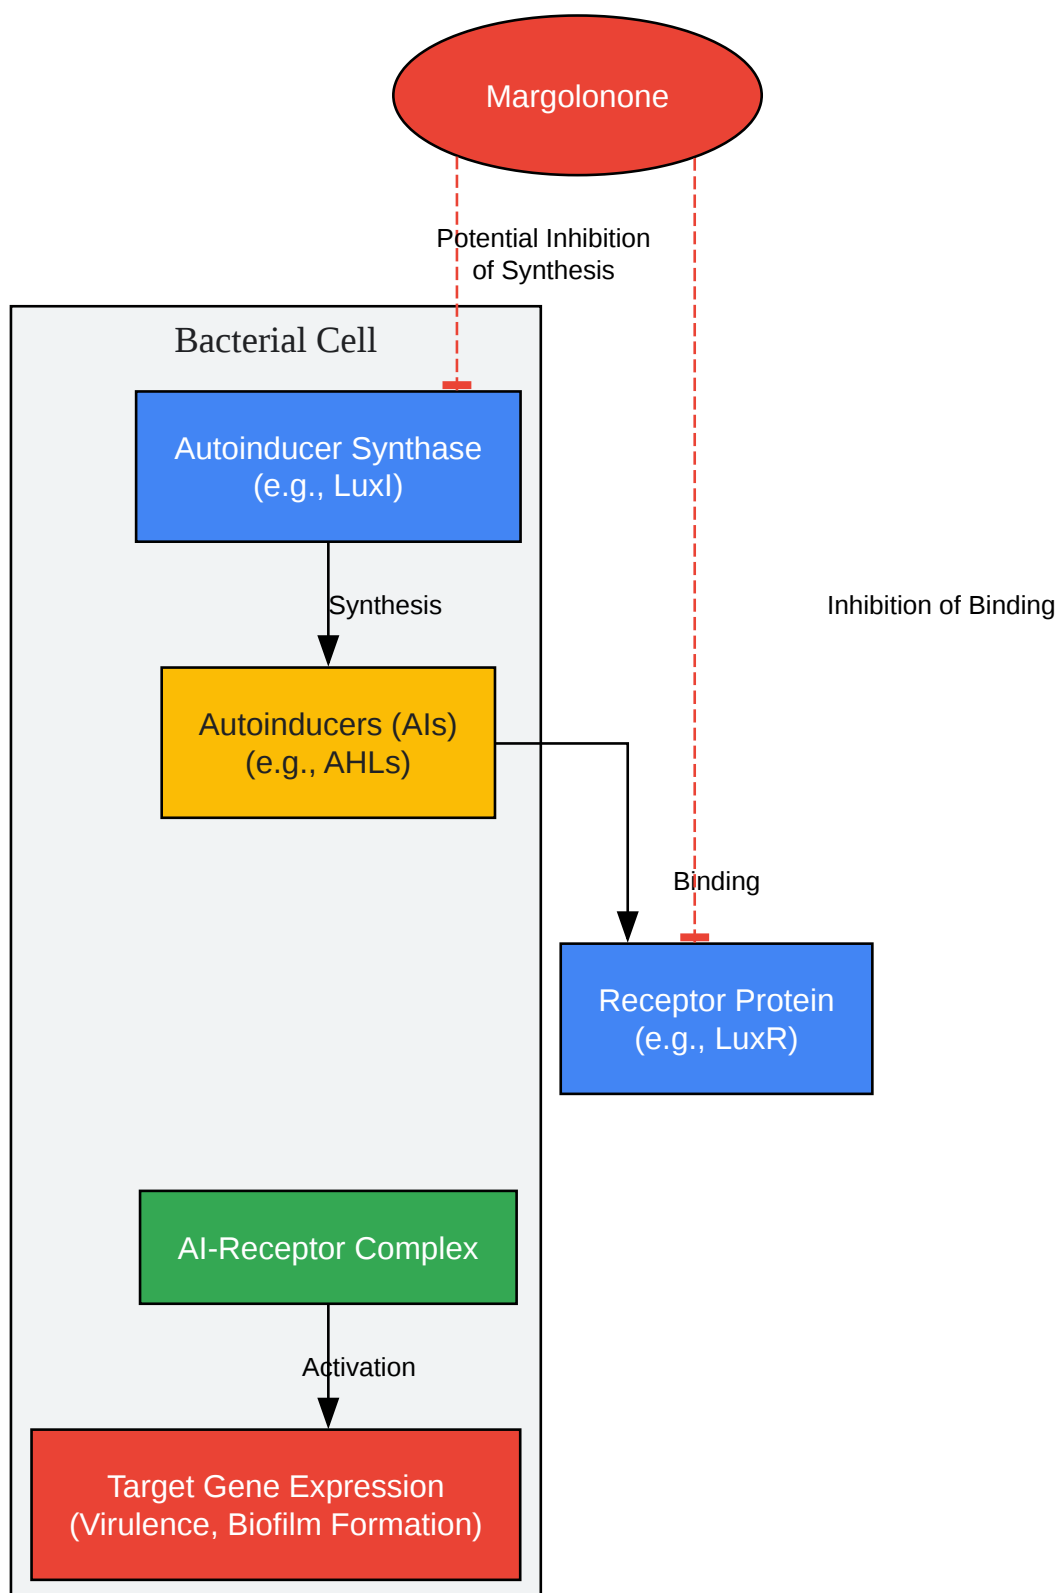 Margolonone
Potential Inhibition
of Synthesis
Bacterial Cell
Autoinducer Synthase
(e.g., LuxI)
Synthesis
Inhibition of Binding
Autoinducers (AIs)
(e.g., AHLs)
Binding
Receptor Protein
(e.g., LuxR)
AI-Receptor Complex
Activation
Target Gene Expression
(Virulence, Biofilm Formation)